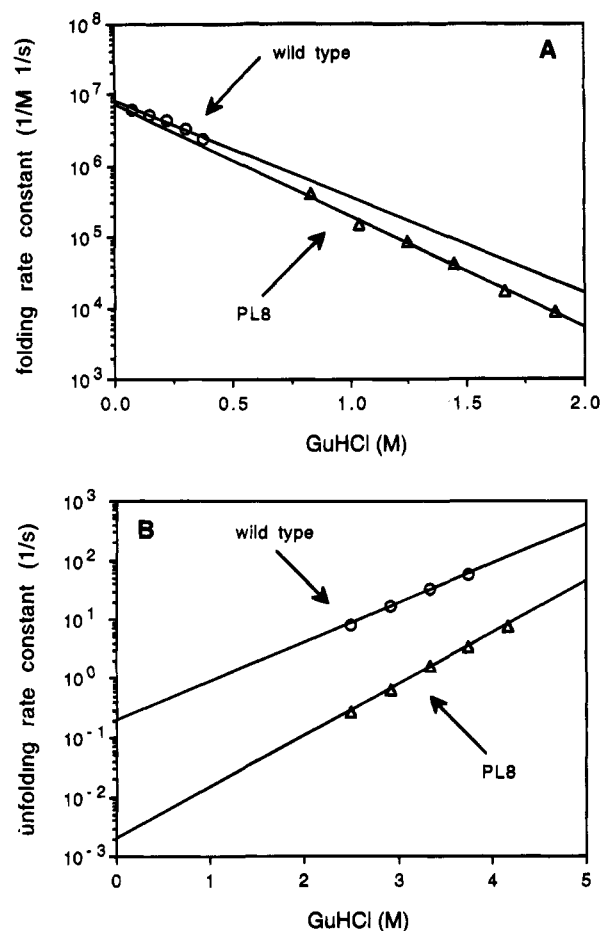 A
folding rate constant (1/M 1/s)
10^8
10^7
10^6
10^5
10^4
10^3
wild type
PL8
0.0 0.5 1.0 1.5 2.0
GuHCl (M)
B
unfolding rate constant (1/s)
10^3
10^2
10^1
10^0
10^-1
10^-2
10^-3
wild type
PL8
0 1 2 3 4 5
GuHCl (M)